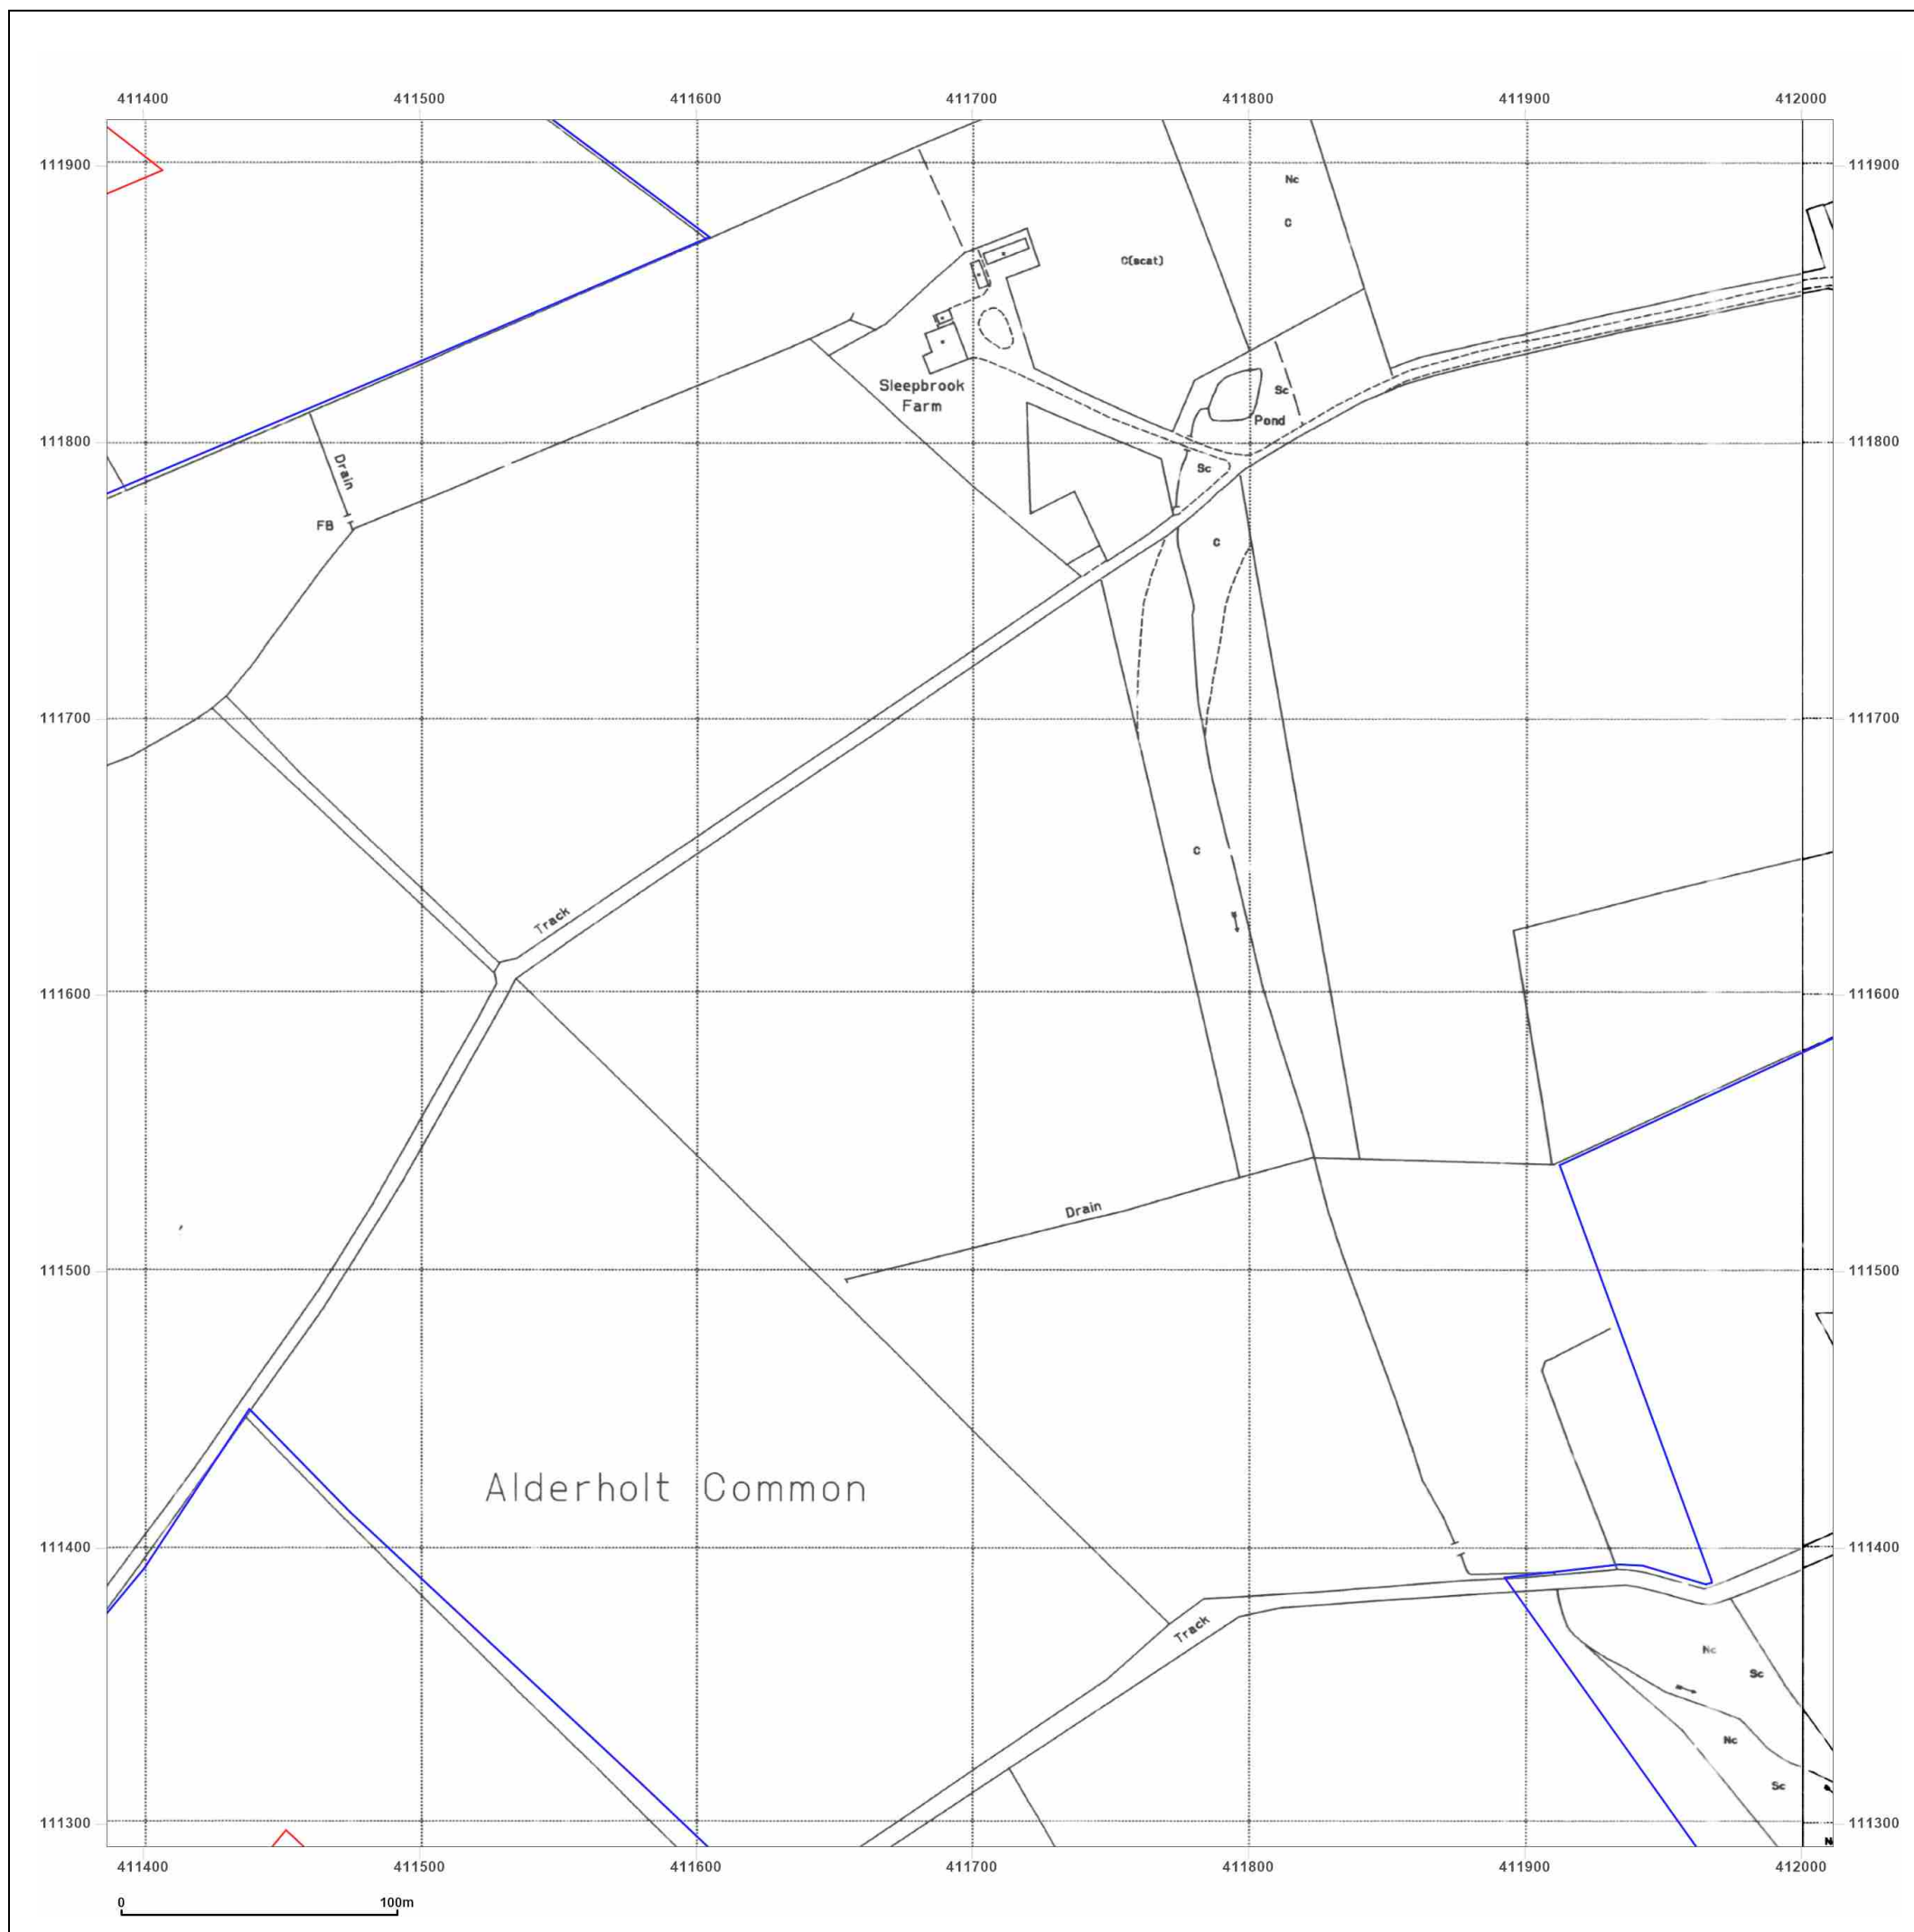 411400 411500 411600 411700 411800 411900 412000
111900 111900
Nc
C
C(scat)
Sleepbrook
Farm
Sc
Pond
111800 111800
Drain
Sc
FB
C
111700 111700
C
Track
111600 111600
Drain
111500 111500
Alderholt Common
111400 111400
Track
Nc
Sc
Nc
Sc
111300 111300
411400 411500 411600 411700 411800 411900 412000
0 100m